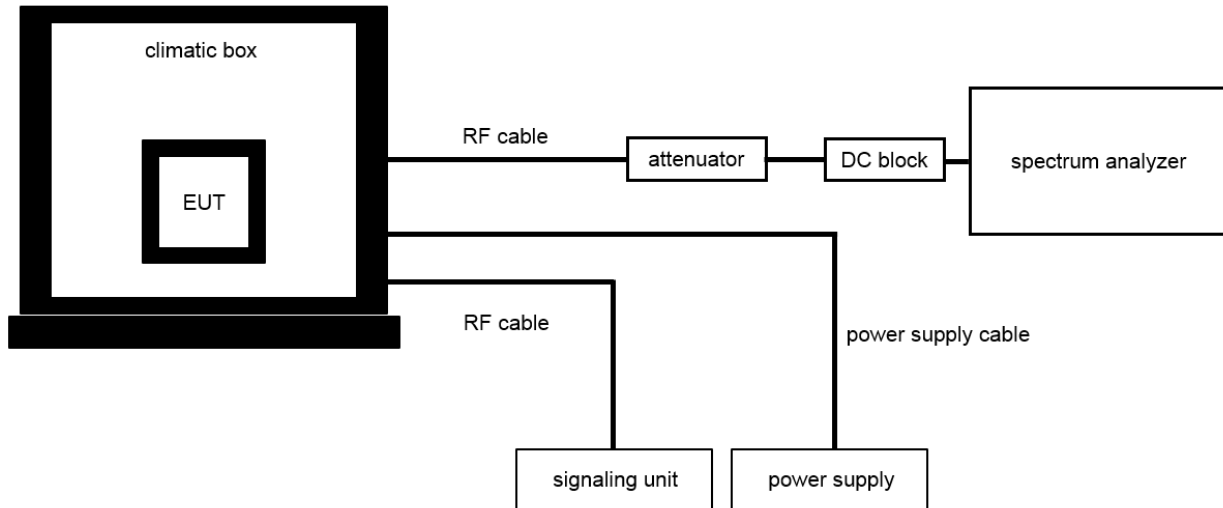 climatic box
RF cable
attenuator
DC block
spectrum analyzer
EUT
RF cable
power supply cable
signaling unit
power supply